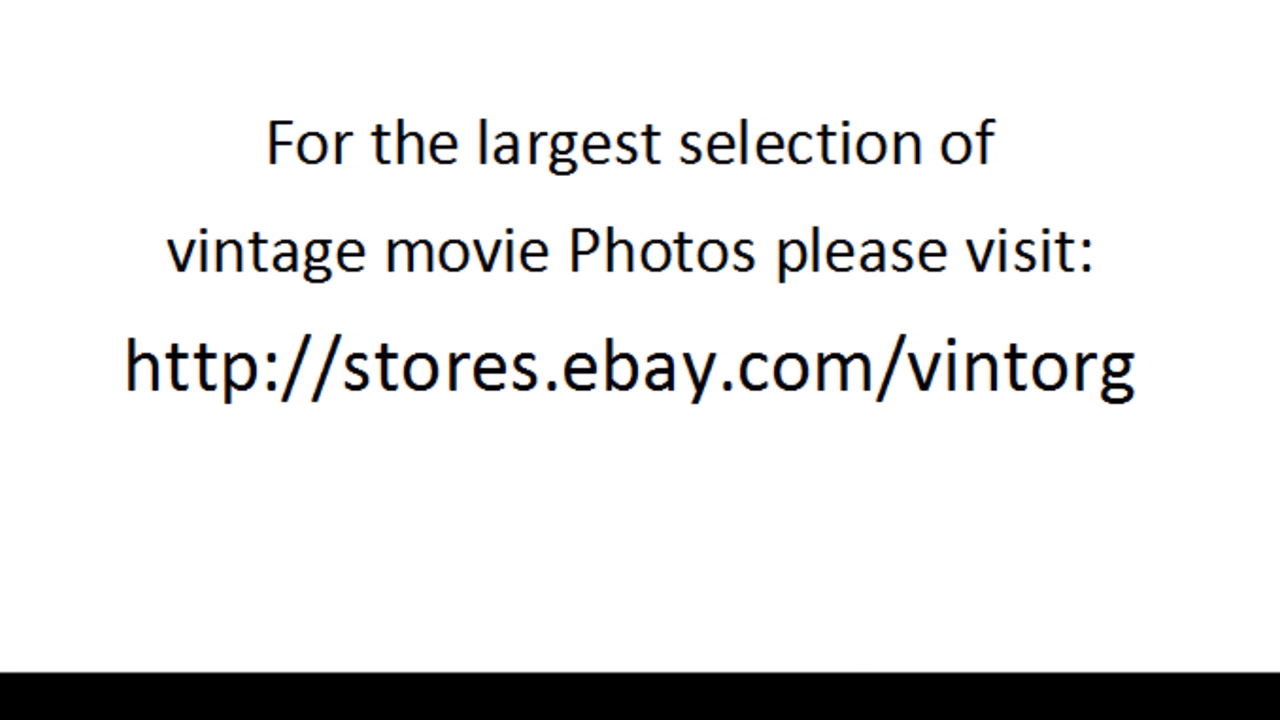 For the largest selection of
vintage movie Photos please visit:
http://stores.ebay.com/vintorg